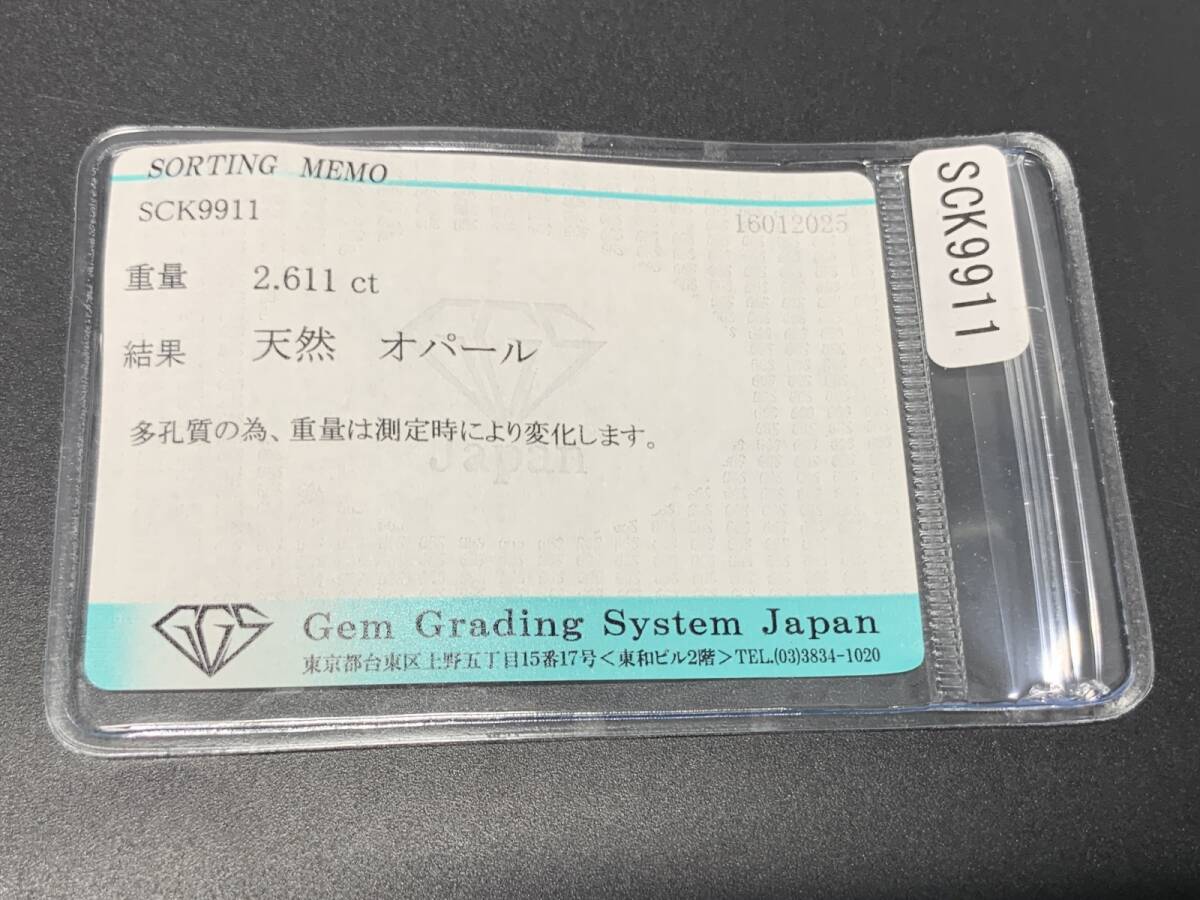 SORTING MEMO
SCK9911
16012025
重量 2.611 ct
結果 天然 オパール
多孔質の為、重量は測定時により変化します。
Japan
GGS
Gem Grading System Japan
東京都台東区上野五丁目15番17号＜東和ビル2階＞TEL.(03)3834-1020
SCK9911